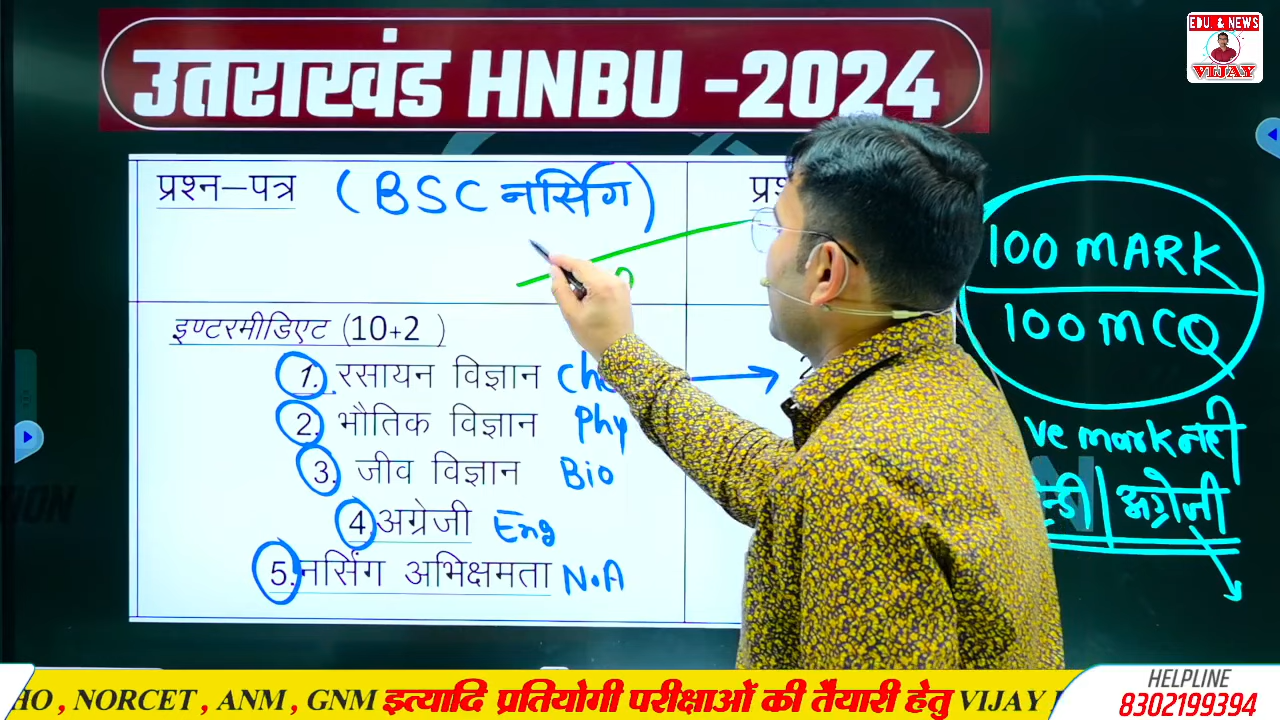 उतराखंड HNBU -2024
EDU. & NEWS
VIJAY
प्रश्न–पत्र (BSC नर्सिंग)
इण्टरमीडिएट (10+2 )
1. रसायन विज्ञान
2. भौतिक विज्ञान Phy
3. जीव विज्ञान Bio
4. अग्रेजी Eng
5. नर्सिंग अभिक्षमता N.A
100 MARK
100 MCQ
ve mark नही
अंग्रेजी
HO , NORCET , ANM , GNM इत्यादि प्रतियोगी परीक्षाओं की तैयारी हेतु VIJAY
HELPLINE
8302199394